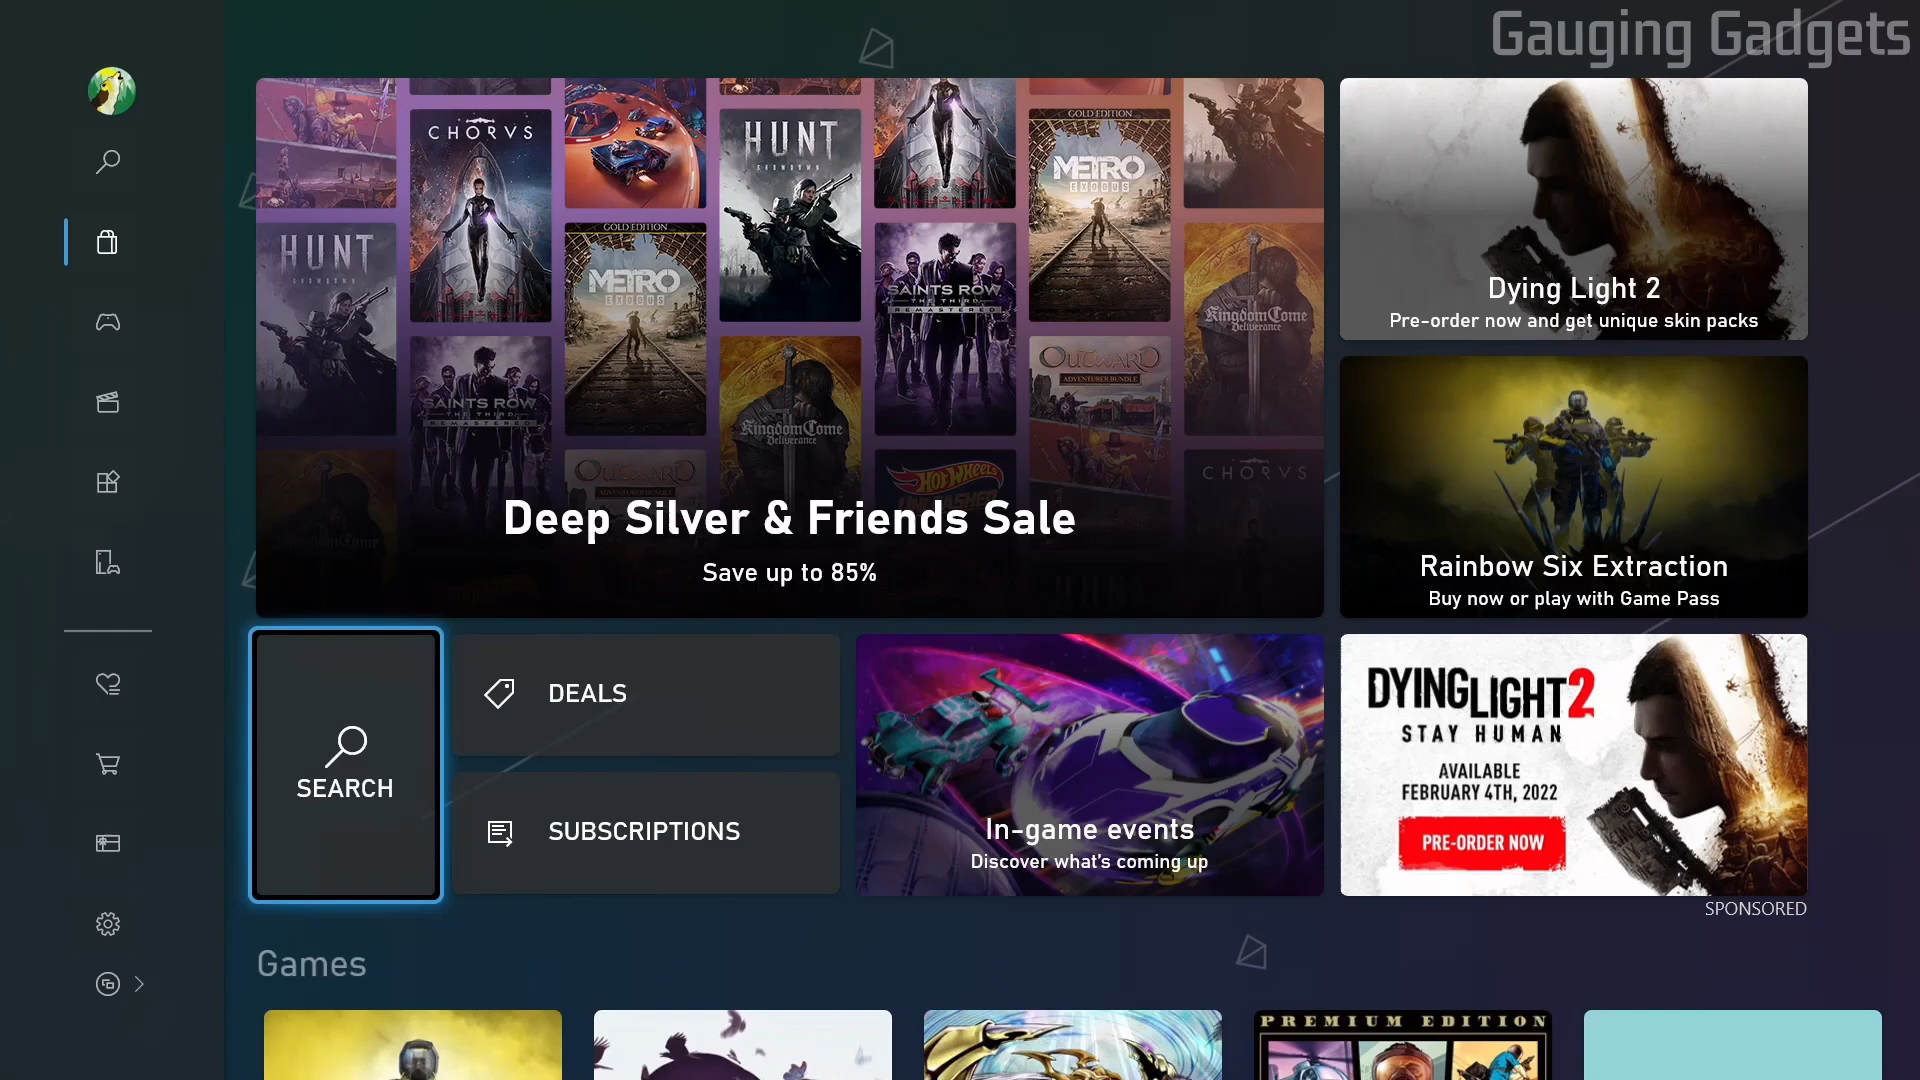 Gauging Gadgets
CHORVS
HUNT
SHOWDOWN
GOLD EDITION
METRO
EXODUS
HUNT
SHOWDOWN
GOLD EDITION
METRO
EXODUS
SAINTS ROW
THE THIRD
REMASTERED
Kingdom Come
Deliverance
OUTWARD
ADVENTURER BUNDLE
SAINTS ROW
THE THIRD
REMASTERED
Kingdom Come
Deliverance
OUTWARD
HOT WHEELS
UNLEASHED
CHORVS
Deep Silver & Friends Sale
Save up to 85%
Dying Light 2
Pre-order now and get unique skin packs
Rainbow Six Extraction
Buy now or play with Game Pass
SEARCH
DEALS
SUBSCRIPTIONS
In-game events
Discover what's coming up
DYING LIGHT 2
STAY HUMAN
AVAILABLE
FEBRUARY 4TH, 2022
PRE-ORDER NOW
SPONSORED
Games
PREMIUM EDITION